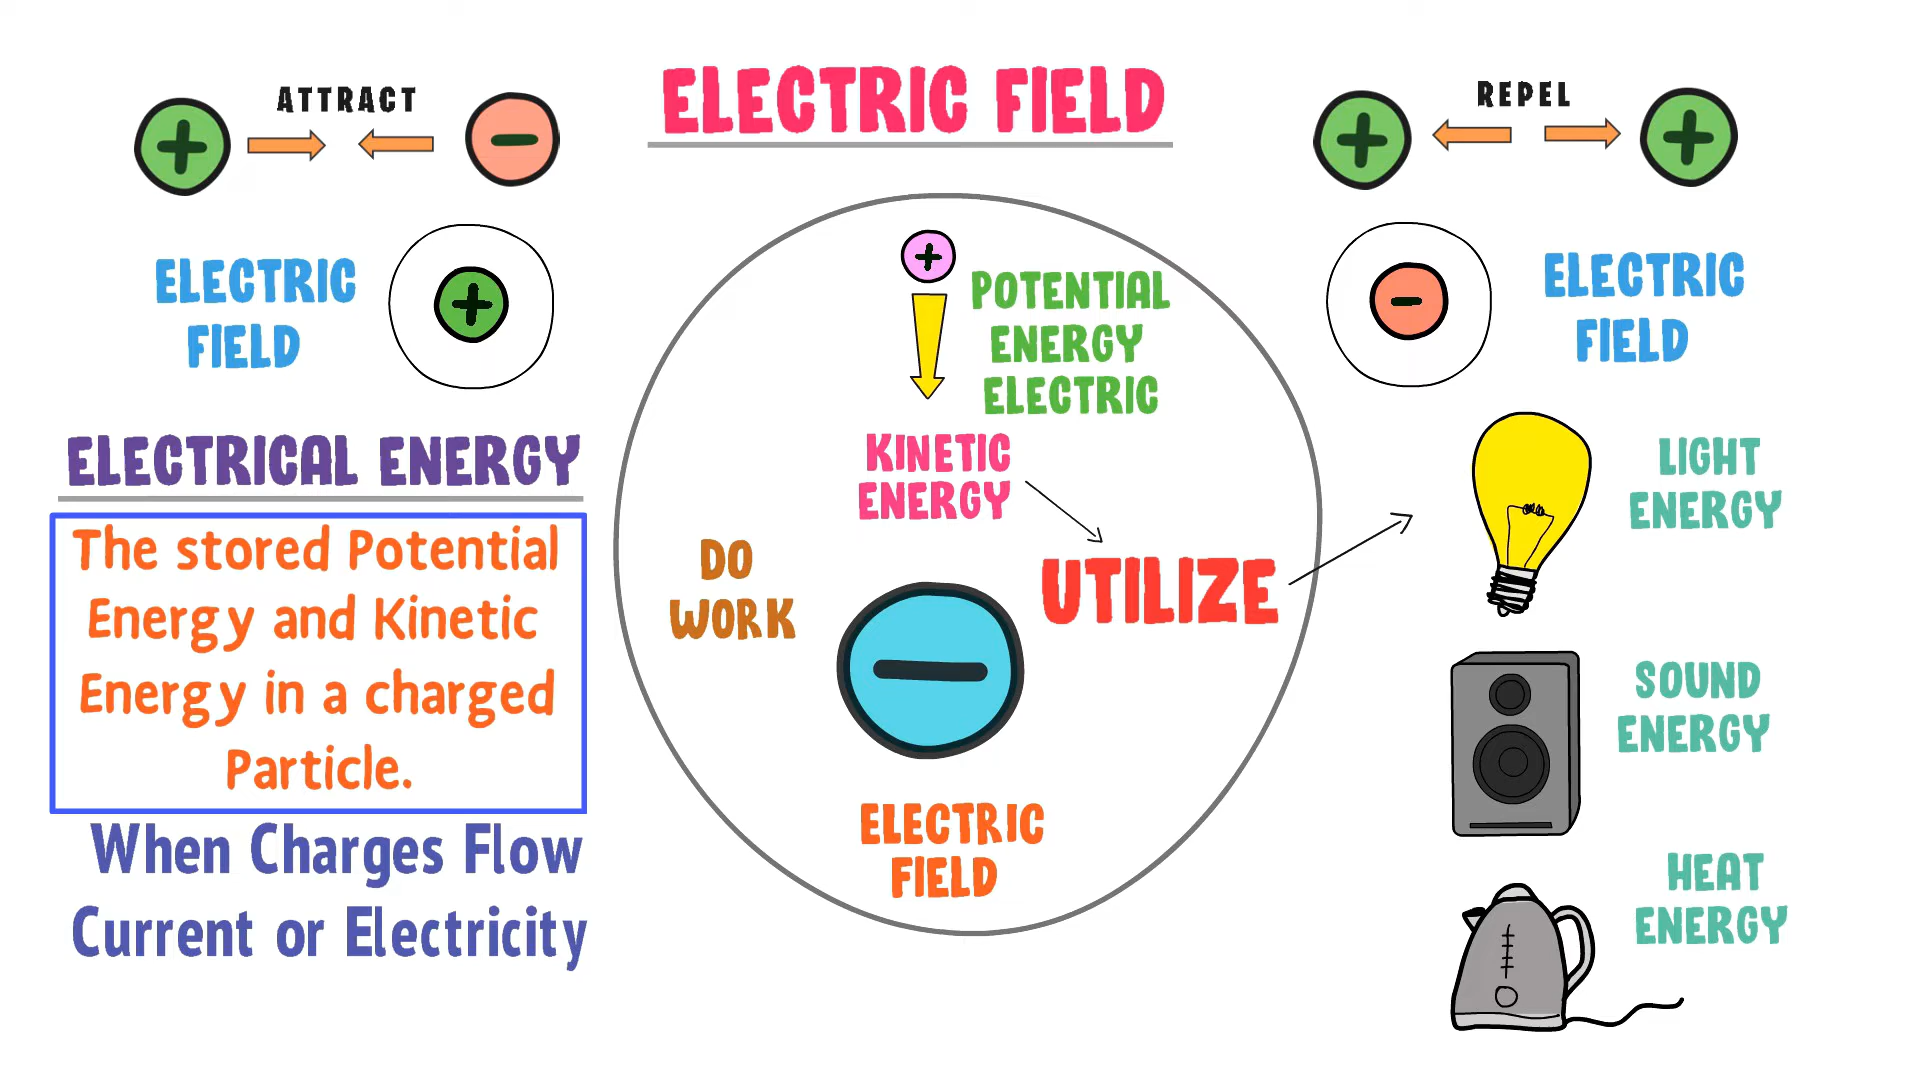 ELECTRIC FIELD
ATTRACT
+
-
REPEL
+
+
ELECTRIC
FIELD
+
-
ELECTRIC
FIELD
ELECTRICAL ENERGY
The stored Potential
Energy and Kinetic
Energy in a charged
Particle.
When Charges Flow
Current or Electricity
+
POTENTIAL
ENERGY
ELECTRIC
KINETIC
ENERGY
DO
WORK
UTILIZE
-
ELECTRIC
FIELD
LIGHT
ENERGY
SOUND
ENERGY
HEAT
ENERGY